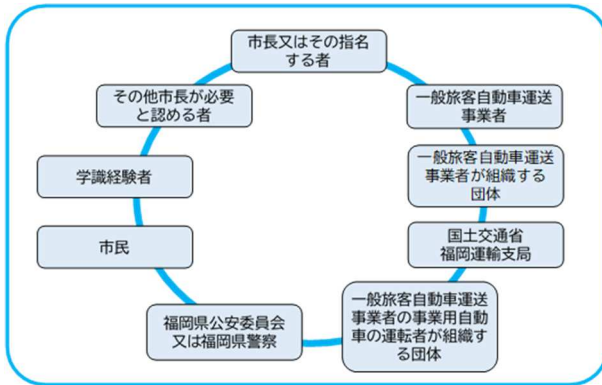 市長又はその指名
する者
一般旅客自動車運送
事業者
一般旅客自動車運送
事業者が組織する
団体
国土交通省
福岡運輸支局
一般旅客自動車運送
事業者の事業用自動
車の運転者が組織す
る団体
福岡県公安委員会
又は福岡県警察
市民
学識経験者
その他市長が必要
と認める者